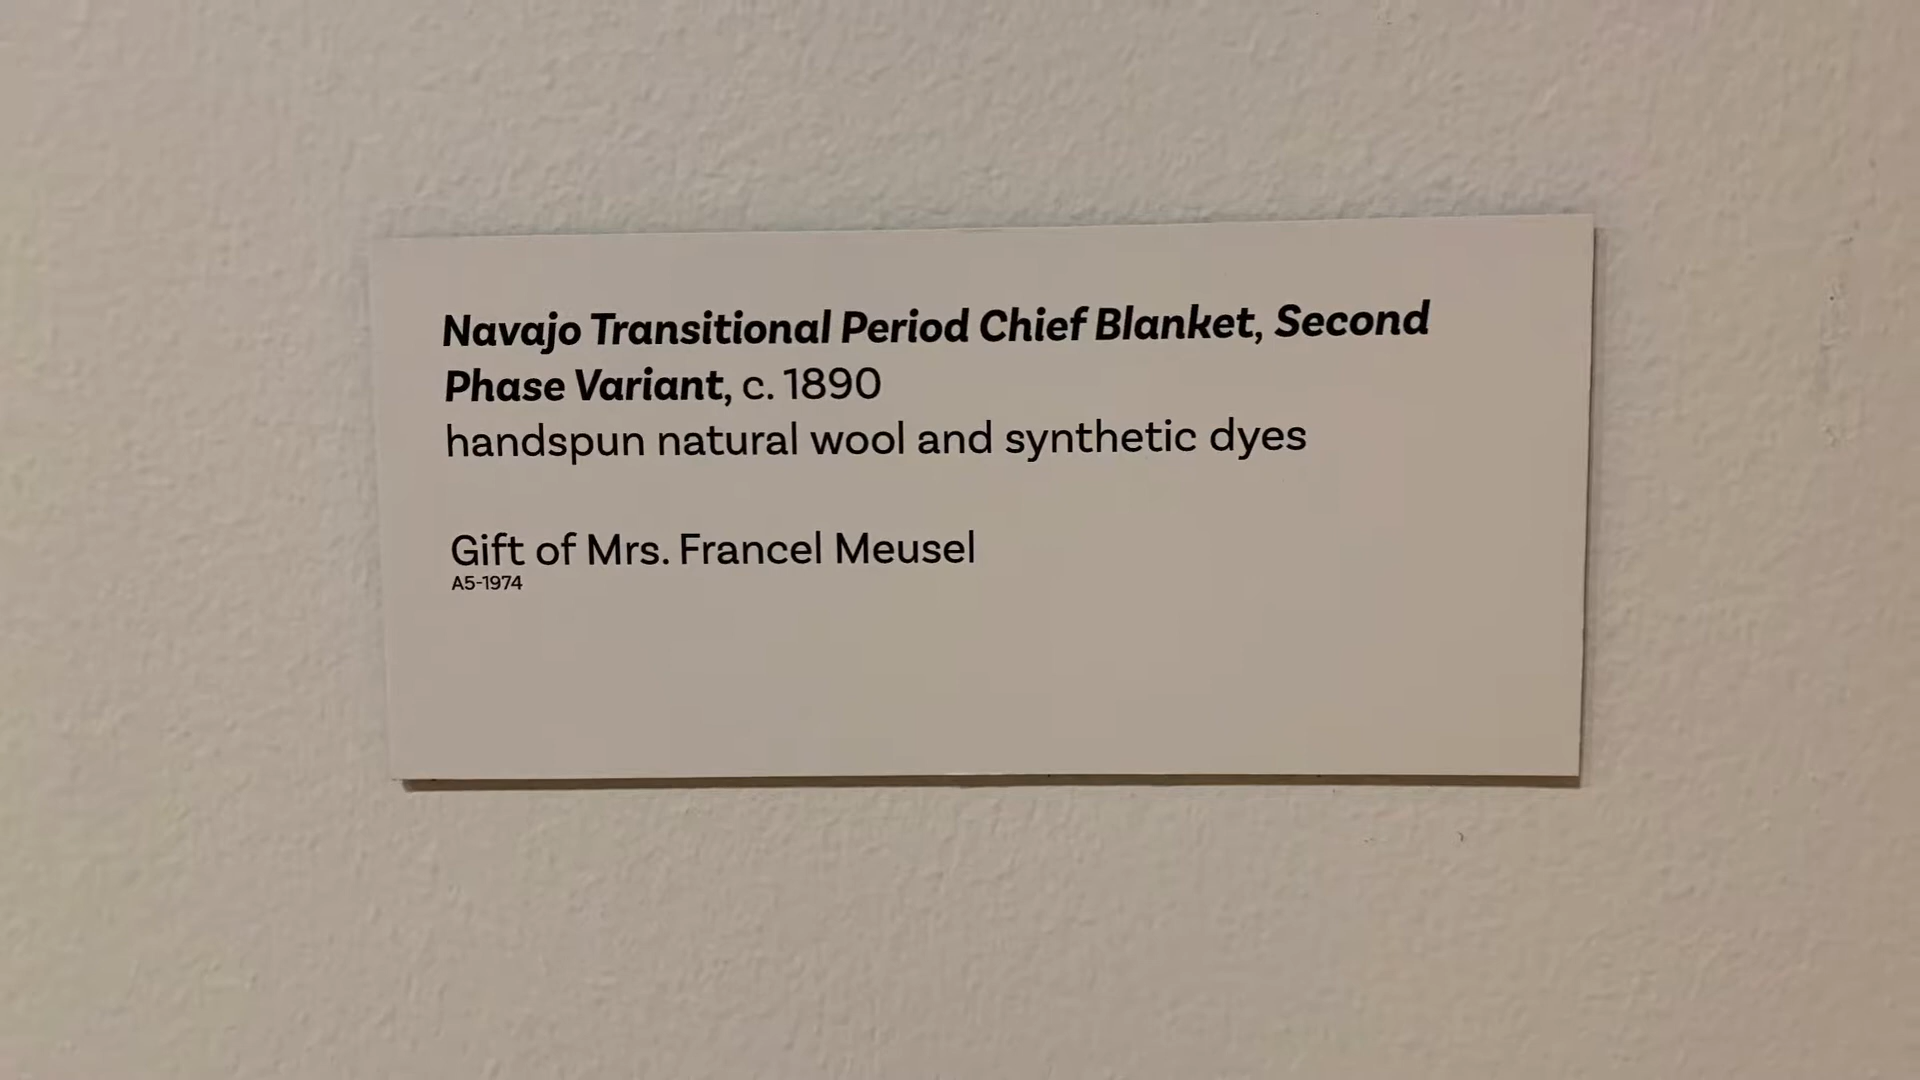 Navajo Transitional Period Chief Blanket, Second
Phase Variant, c. 1890
handspun natural wool and synthetic dyes
Gift of Mrs. Francel Meusel
A5-1974